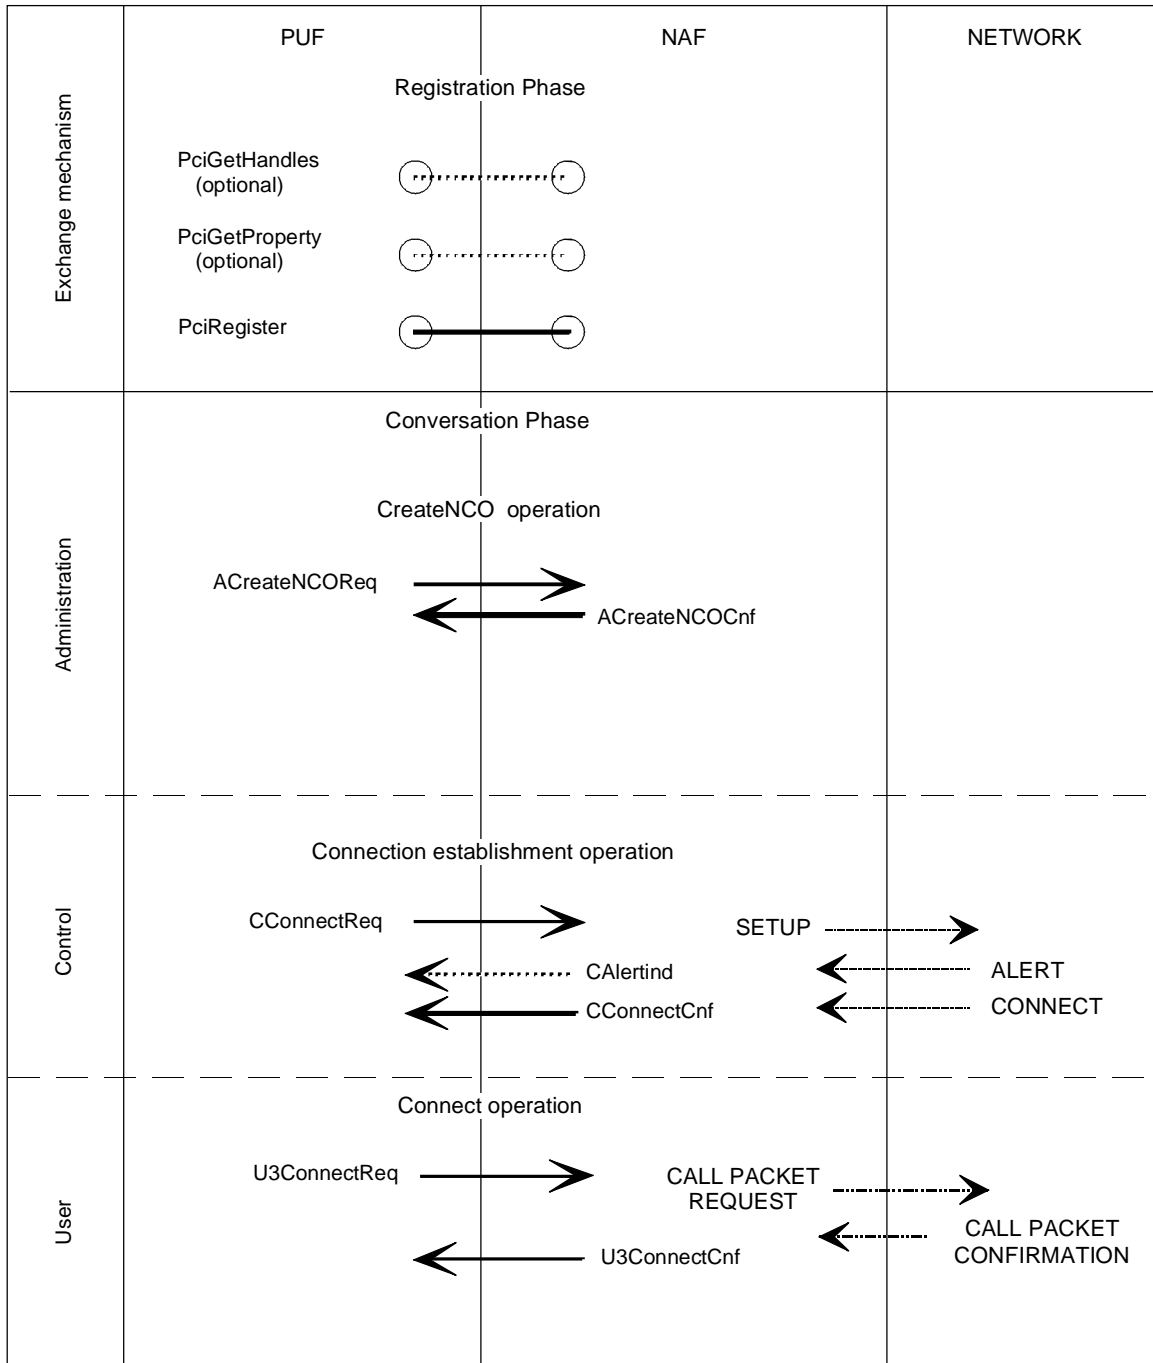 PUF
NAF
NETWORK
Exchange mechanism
Registration Phase
PciGetHandles
(optional)
PciGetProperty
(optional)
PciRegister
Administration
Conversation Phase
CreateNCO operation
ACreateNCOReq
ACreateNCOCnf
Control
Connection establishment operation
CConnectReq
SETUP
CAlertind
ALERT
CConnectCnf
CONNECT
User
Connect operation
U3ConnectReq
CALL PACKET
REQUEST
CALL PACKET
CONFIRMATION
U3ConnectCnf